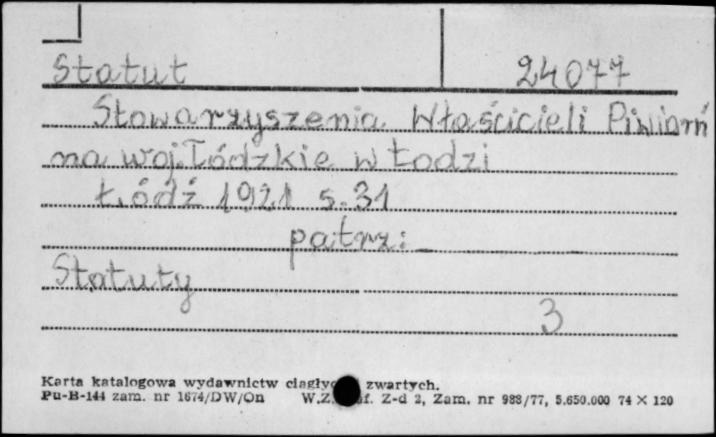 Statut 24077
Stowarzyszenia Właścicieli Piwiarń
na woj. Łódzkie w Łodzi
Łódź 1921 s. 31
patrz: –
Statuty
3
Karta katalogowa wydawnictw zwartych.
Pu-B-144 zam. nr 1674/DW/On W.Z. Z-d 2, Zam. nr 988/77, 5.650.000 74 × 120